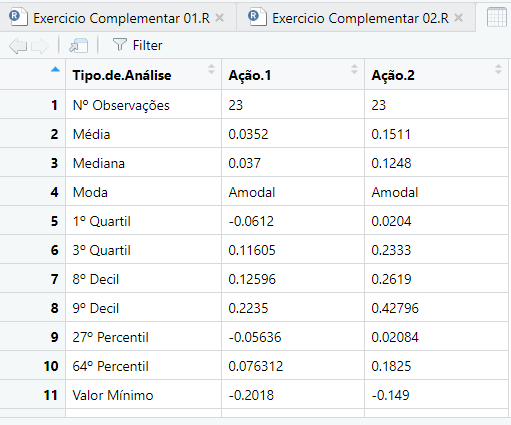 Exercicio Complementar 01.R Exercicio Complementar 02.R
Filter
Tipo.de.Análise Ação.1 Ação.2
1 Nº Observações 23 23
2 Média 0.0352 0.1511
3 Mediana 0.037 0.1248
4 Moda Amodal Amodal
5 1º Quartil -0.0612 0.0204
6 3º Quartil 0.11605 0.2333
7 8º Decil 0.12596 0.2619
8 9º Decil 0.2235 0.42796
9 27º Percentil -0.05636 0.02084
10 64º Percentil 0.076312 0.1825
11 Valor Mínimo -0.2018 -0.149